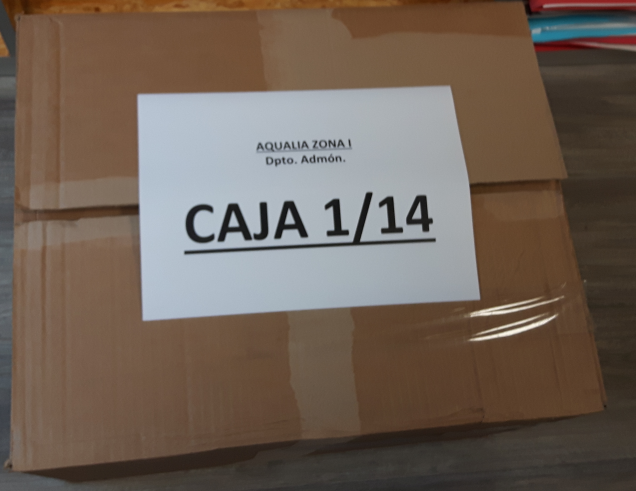 AQUALIA ZONA I
Dpto. Admón.
CAJA 1/14